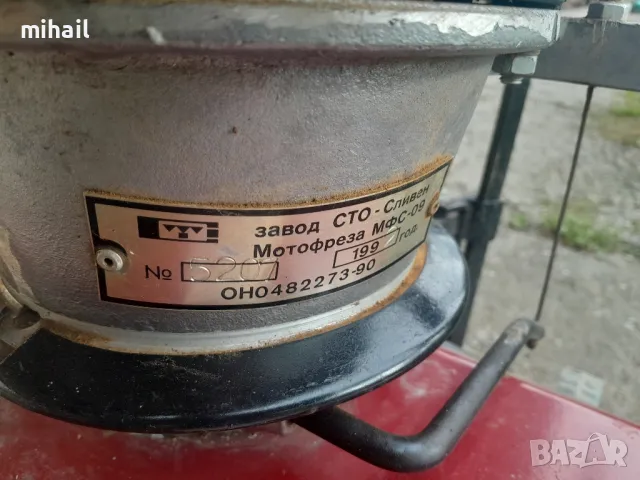 mihail
завод СТО - Сливен
Мотофреза МФС-09
№ 5207 199 год.
ОН0482273-90
BAZAR